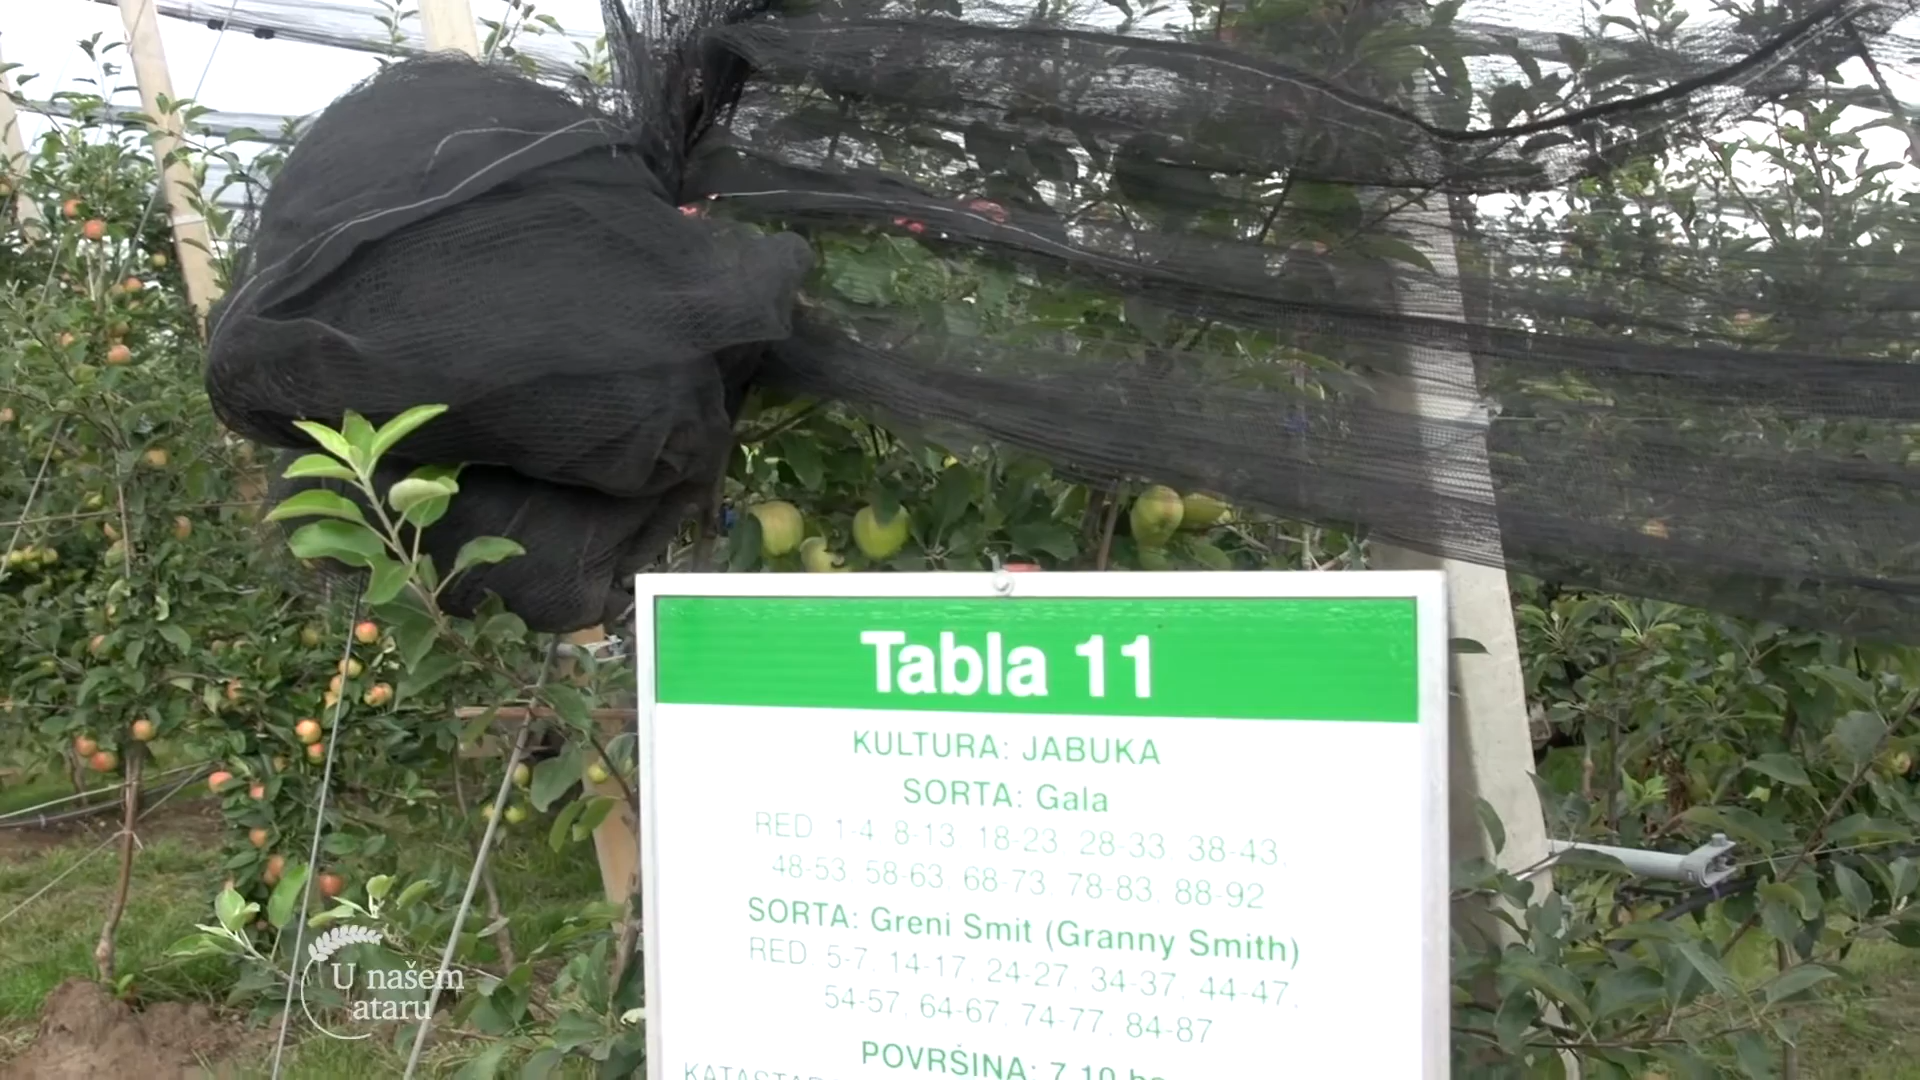 Tabla 11
KULTURA: JABUKA
SORTA: Gala
RED 1-4 8-13 18-23 28-33 38-43,
48-53 58-63 68-73, 78-83, 88-92
SORTA: Greni Smit (Granny Smith)
RED 5-7, 14-17, 24-27, 34-37, 44-47,
54-57, 64-67, 74-77, 84-87
POVRŠINA: 7,10
U našem
ataru